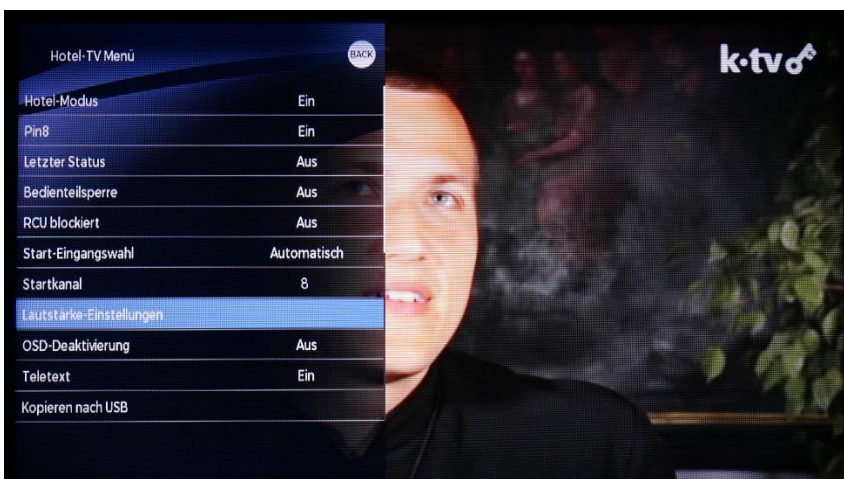 Hotel-TV Menü
BACK
k-tv
Hotel-Modus Ein
Pin8 Ein
Letzter Status Aus
Bedienteilsperre Aus
RCU blockiert Aus
Start-Eingangswahl Automatisch
Startkanal 8
Lautstärke-Einstellungen
OSD-Deaktivierung Aus
Teletext Ein
Kopieren nach USB